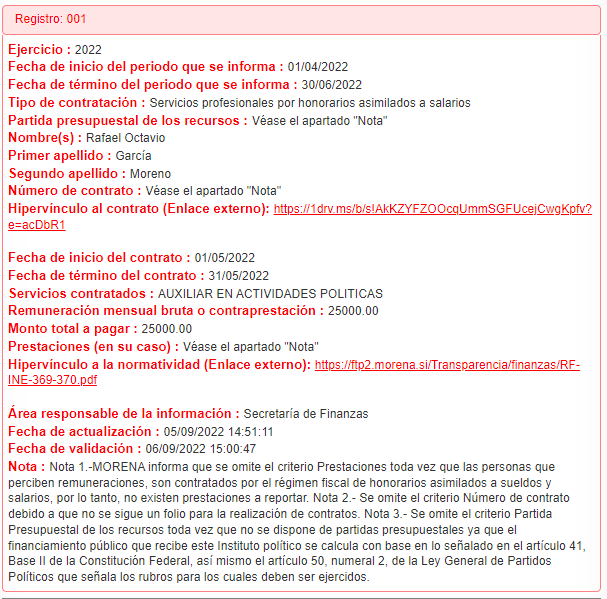 Registro: 001
Ejercicio : 2022
Fecha de inicio del periodo que se informa : 01/04/2022
Fecha de término del periodo que se informa : 30/06/2022
Tipo de contratación : Servicios profesionales por honorarios asimilados a salarios
Partida presupuestal de los recursos : Véase el apartado "Nota"
Nombre(s) : Rafael Octavio
Primer apellido : García
Segundo apellido : Moreno
Número de contrato : Véase el apartado "Nota"
Hipervínculo al contrato (Enlace externo): https://1drv.ms/b/s!AkKZYFZOOcqUmmSGFUcejCwgKpfv?
e=acDbR1
Fecha de inicio del contrato : 01/05/2022
Fecha de término del contrato : 31/05/2022
Servicios contratados : AUXILIAR EN ACTIVIDADES POLITICAS
Remuneración mensual bruta o contraprestación : 25000.00
Monto total a pagar : 25000.00
Prestaciones (en su caso) : Véase el apartado "Nota"
Hipervínculo a la normatividad (Enlace externo): https://ftp2.morena.si/Transparencia/finanzas/RF-
INE-369-370.pdf
Área responsable de la información : Secretaría de Finanzas
Fecha de actualización : 05/09/2022 14:51:11
Fecha de validación : 06/09/2022 15:00:47
Nota : Nota 1.-MORENA informa que se omite el criterio Prestaciones toda vez que las personas que
perciben remuneraciones, son contratados por el régimen fiscal de honorarios asimilados a sueldos y
salarios, por lo tanto, no existen prestaciones a reportar. Nota 2.- Se omite el criterio Número de contrato
debido a que no se sigue un folio para la realización de contratos. Nota 3.- Se omite el criterio Partida
Presupuestal de los recursos toda vez que no se dispone de partidas presupuestales ya que el
financiamiento público que recibe este Instituto político se calcula con base en lo señalado en el artículo 41,
Base II de la Constitución Federal, así mismo el artículo 50, numeral 2, de la Ley General de Partidos
Políticos que señala los rubros para los cuales deben ser ejercidos.